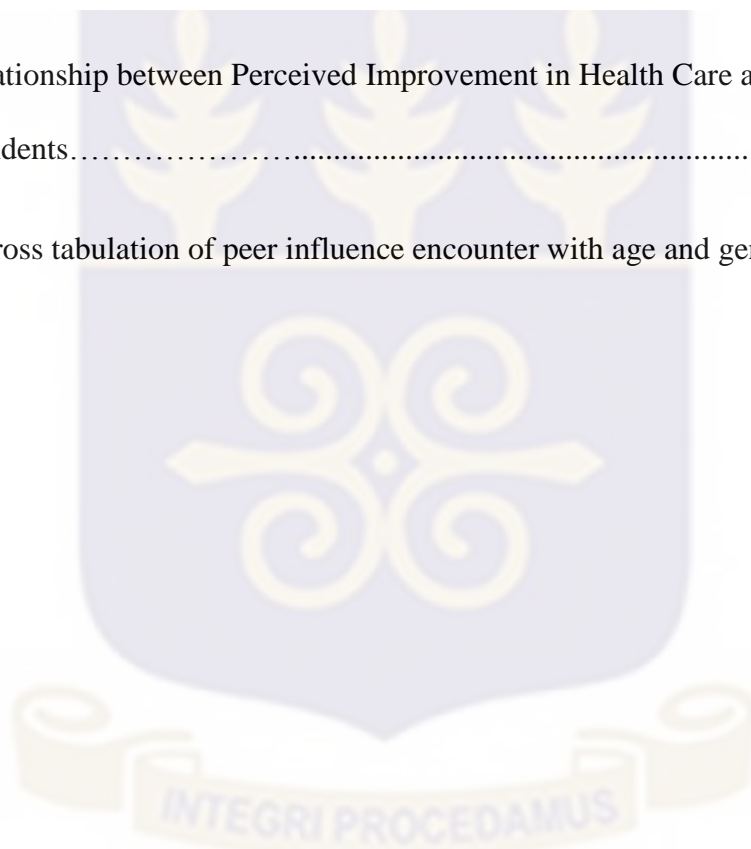 ationship between Perceived Improvement in Health Care a
dents…………………..............................................................
ross tabulation of peer influence encounter with age and ge
INTEGRI PROCEDAMUS